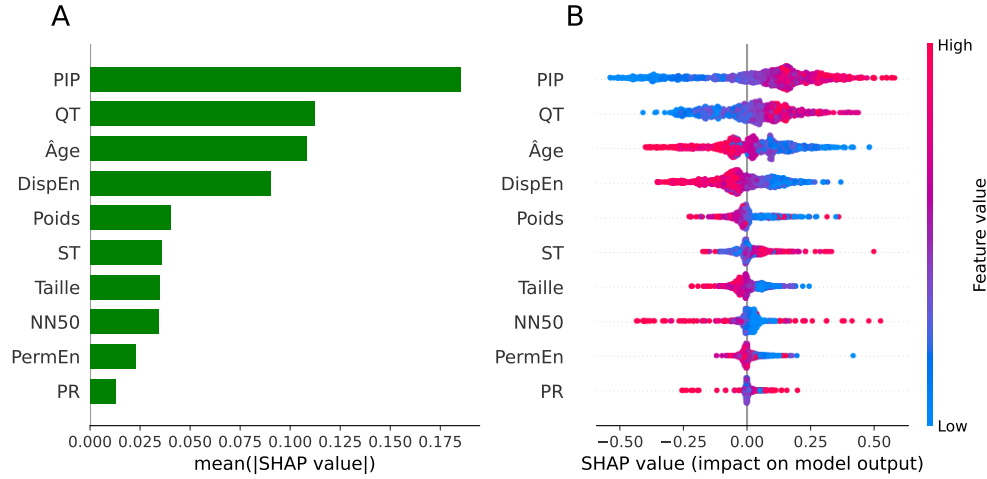 A
PIP
QT
Âge
DispEn
Poids
ST
Taille
NN50
PermEn
PR
0.000 0.025 0.050 0.075 0.100 0.125 0.150 0.175
mean(|SHAP value|)
B
PIP
QT
Âge
DispEn
Poids
ST
Taille
NN50
PermEn
PR
−0.50 −0.25 0.00 0.25 0.50
SHAP value (impact on model output)
High
Feature value
Low